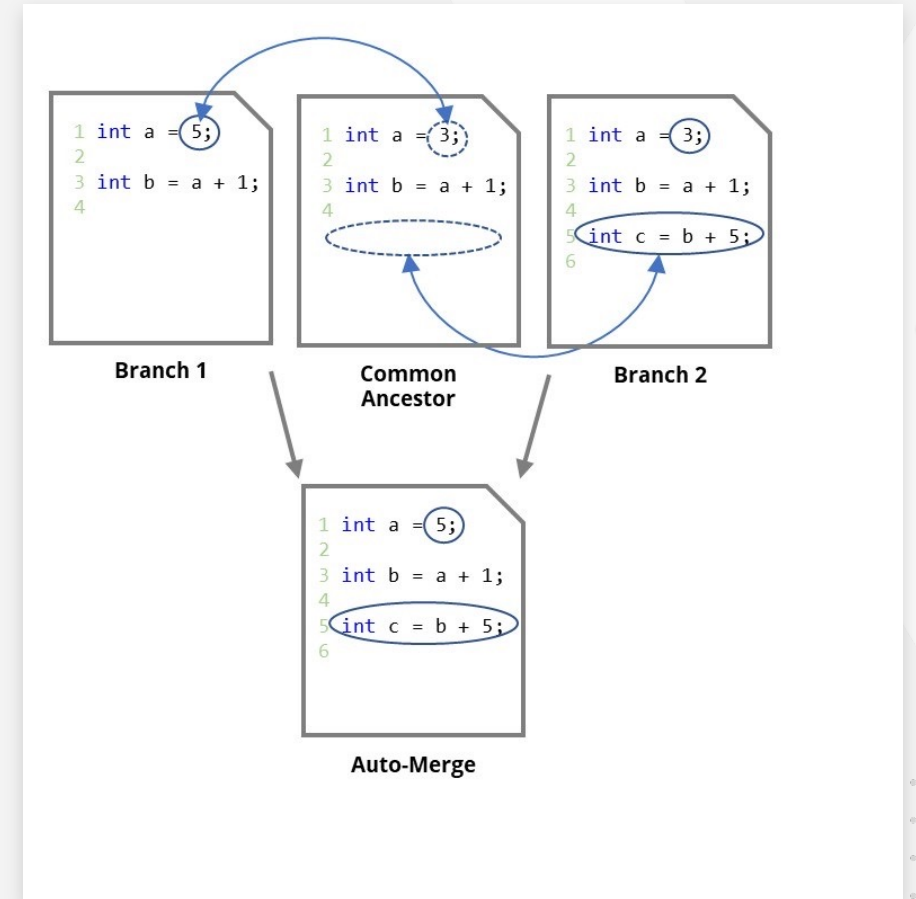 1 int a = 5;
2
3 int b = a + 1;
4
Branch 1
1 int a = 3;
2
3 int b = a + 1;
4
Common
Ancestor
1 int a = 3;
2
3 int b = a + 1;
4
5 int c = b + 5;
6
Branch 2
1 int a = 5;
2
3 int b = a + 1;
4
5 int c = b + 5;
6
Auto-Merge